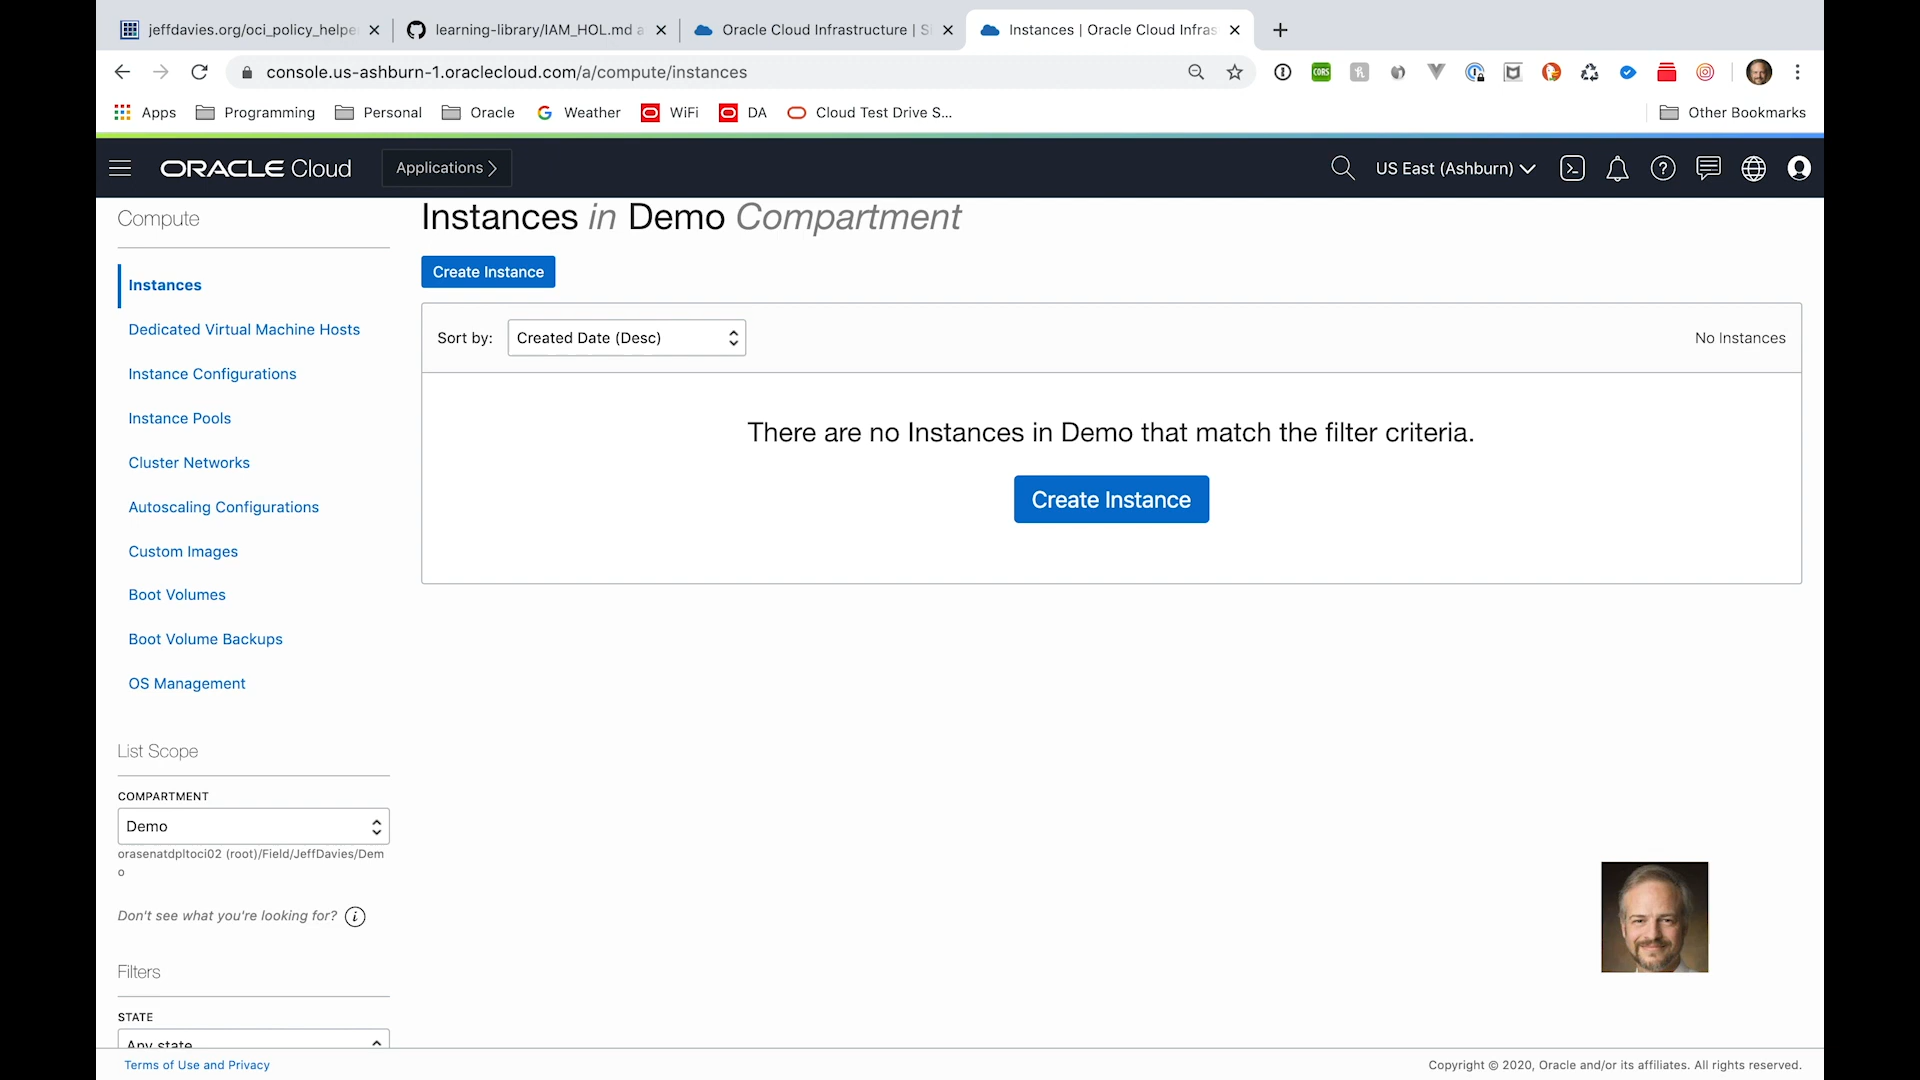 jeffdavies.org/oci_policy_helpe
learning-library/IAM_HOL.md a
Oracle Cloud Infrastructure | Si
Instances | Oracle Cloud Infras
console.us-ashburn-1.oraclecloud.com/a/compute/instances
CORS
Apps
Programming
Personal
Oracle
Weather
WiFi
DA
Cloud Test Drive S...
Other Bookmarks
ORACLE Cloud
Applications
US East (Ashburn)
Compute
Instances in Demo Compartment
Create Instance
Instances
Dedicated Virtual Machine Hosts
Instance Configurations
Instance Pools
Cluster Networks
Autoscaling Configurations
Custom Images
Boot Volumes
Boot Volume Backups
OS Management
Sort by:
Created Date (Desc)
No Instances
There are no Instances in Demo that match the filter criteria.
Create Instance
List Scope
COMPARTMENT
Demo
orasenatdpltoci02 (root)/Field/JeffDavies/Dem
o
Don't see what you're looking for?
Filters
STATE
Any state
Terms of Use and Privacy
Copyright © 2020, Oracle and/or its affiliates. All rights reserved.